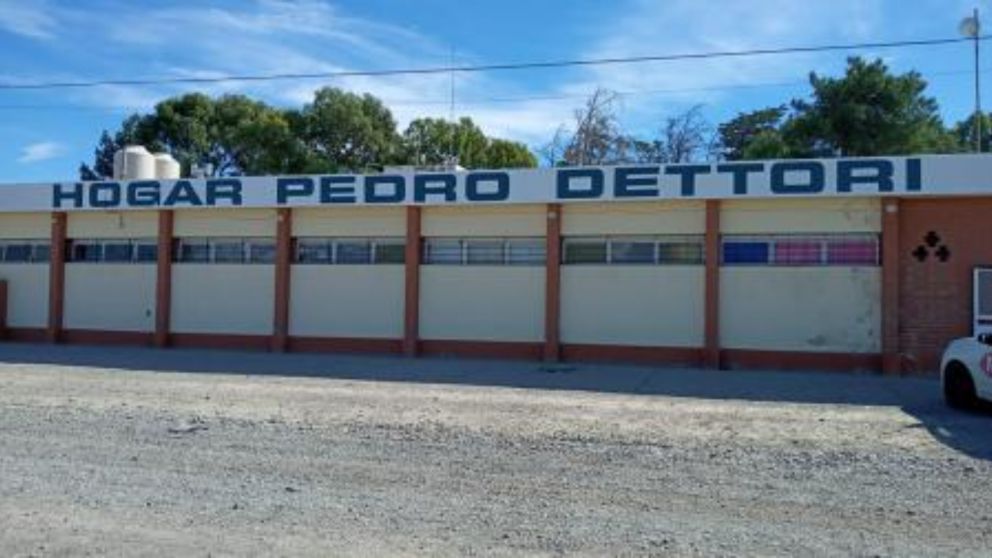 HOGAR PEDRO DETTORI